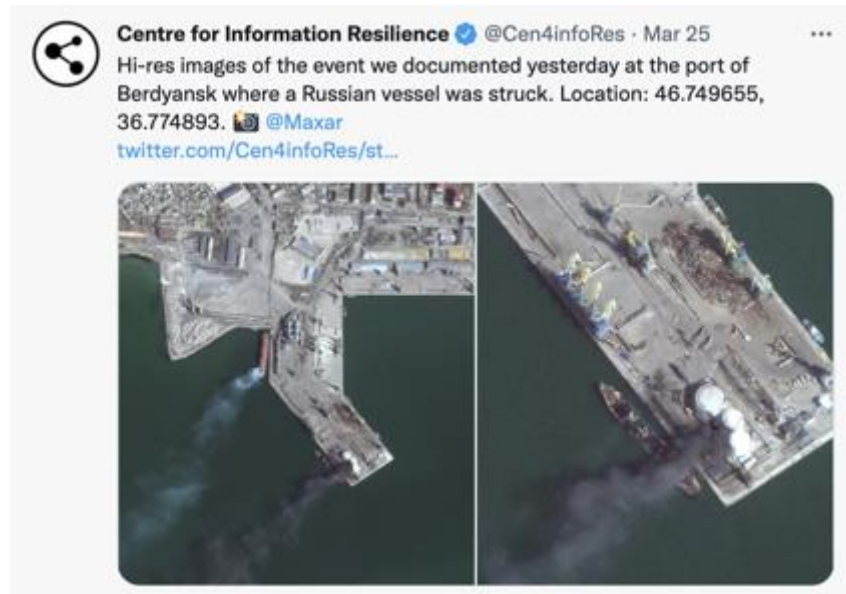 Centre for Information Resilience @Cen4infoRes · Mar 25
Hi-res images of the event we documented yesterday at the port of
Berdyansk where a Russian vessel was struck. Location: 46.749655,
36.774893. 📸 @Maxar
twitter.com/Cen4infoRes/st...